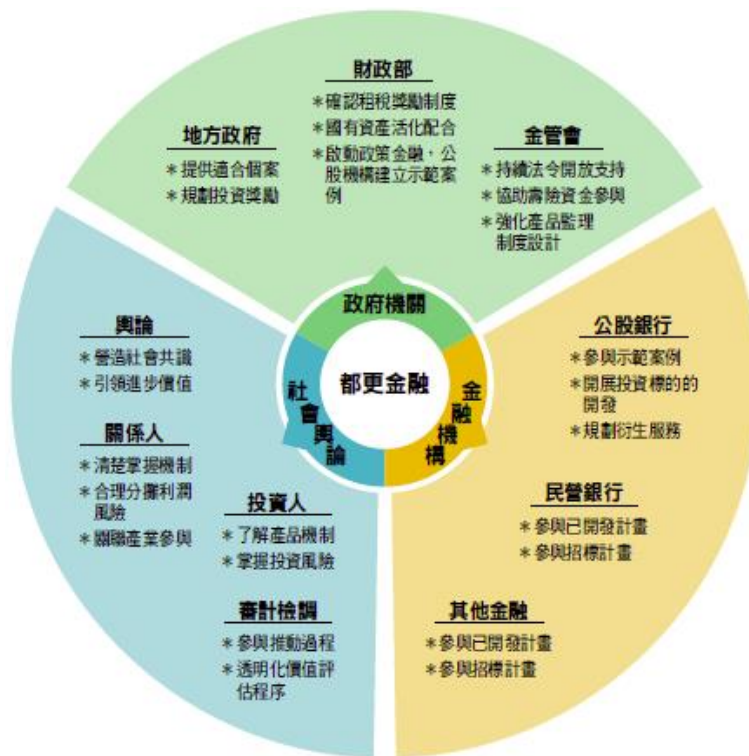 財政部
＊確認租稅獎勵制度
＊國有資產活化配合
＊啟動政策金融，公
股機構建立示範案
例
地方政府
＊提供適合個案
＊規劃投資獎勵
金管會
＊持續法令開放支持
＊協助壽險資金參與
＊強化產品監理
制度設計
政府機關
都更金融
社會輿論
金融機構
輿論
＊營造社會共識
＊引領進步價值
關係人
＊清楚掌握機制
＊合理分攤利潤
風險
＊關聯產業參與
投資人
＊了解產品機制
＊掌握投資風險
審計檢調
＊參與推動過程
＊透明化價值評
估程序
公股銀行
＊參與示範案例
＊開展投資標的的
開發
＊規劃衍生服務
民營銀行
＊參與已開發計畫
＊參與招標計畫
其他金融
＊參與已開發計畫
＊參與招標計畫